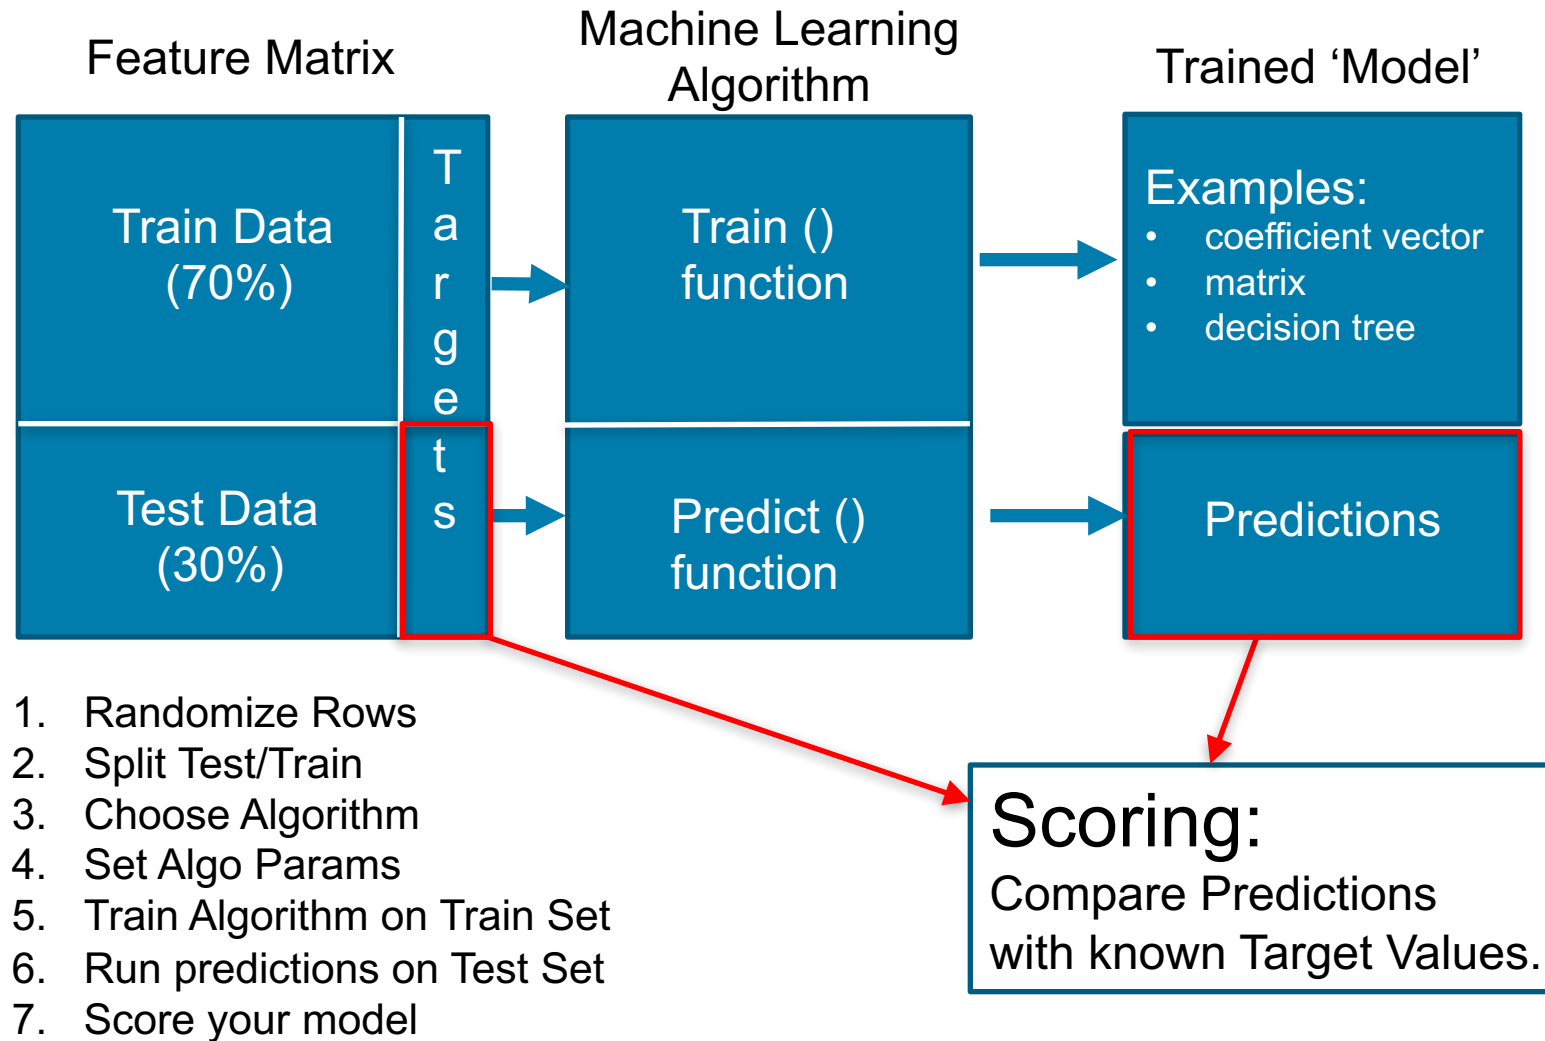 Feature Matrix
Machine Learning
Algorithm
Trained ‘Model’
Train Data
(70%)
Targets
Train ()
function
Examples:
• coefficient vector
• matrix
• decision tree
Test Data
(30%)
Predict ()
function
Predictions
1. Randomize Rows
2. Split Test/Train
3. Choose Algorithm
4. Set Algo Params
5. Train Algorithm on Train Set
6. Run predictions on Test Set
7. Score your model
Scoring:
Compare Predictions
with known Target Values.